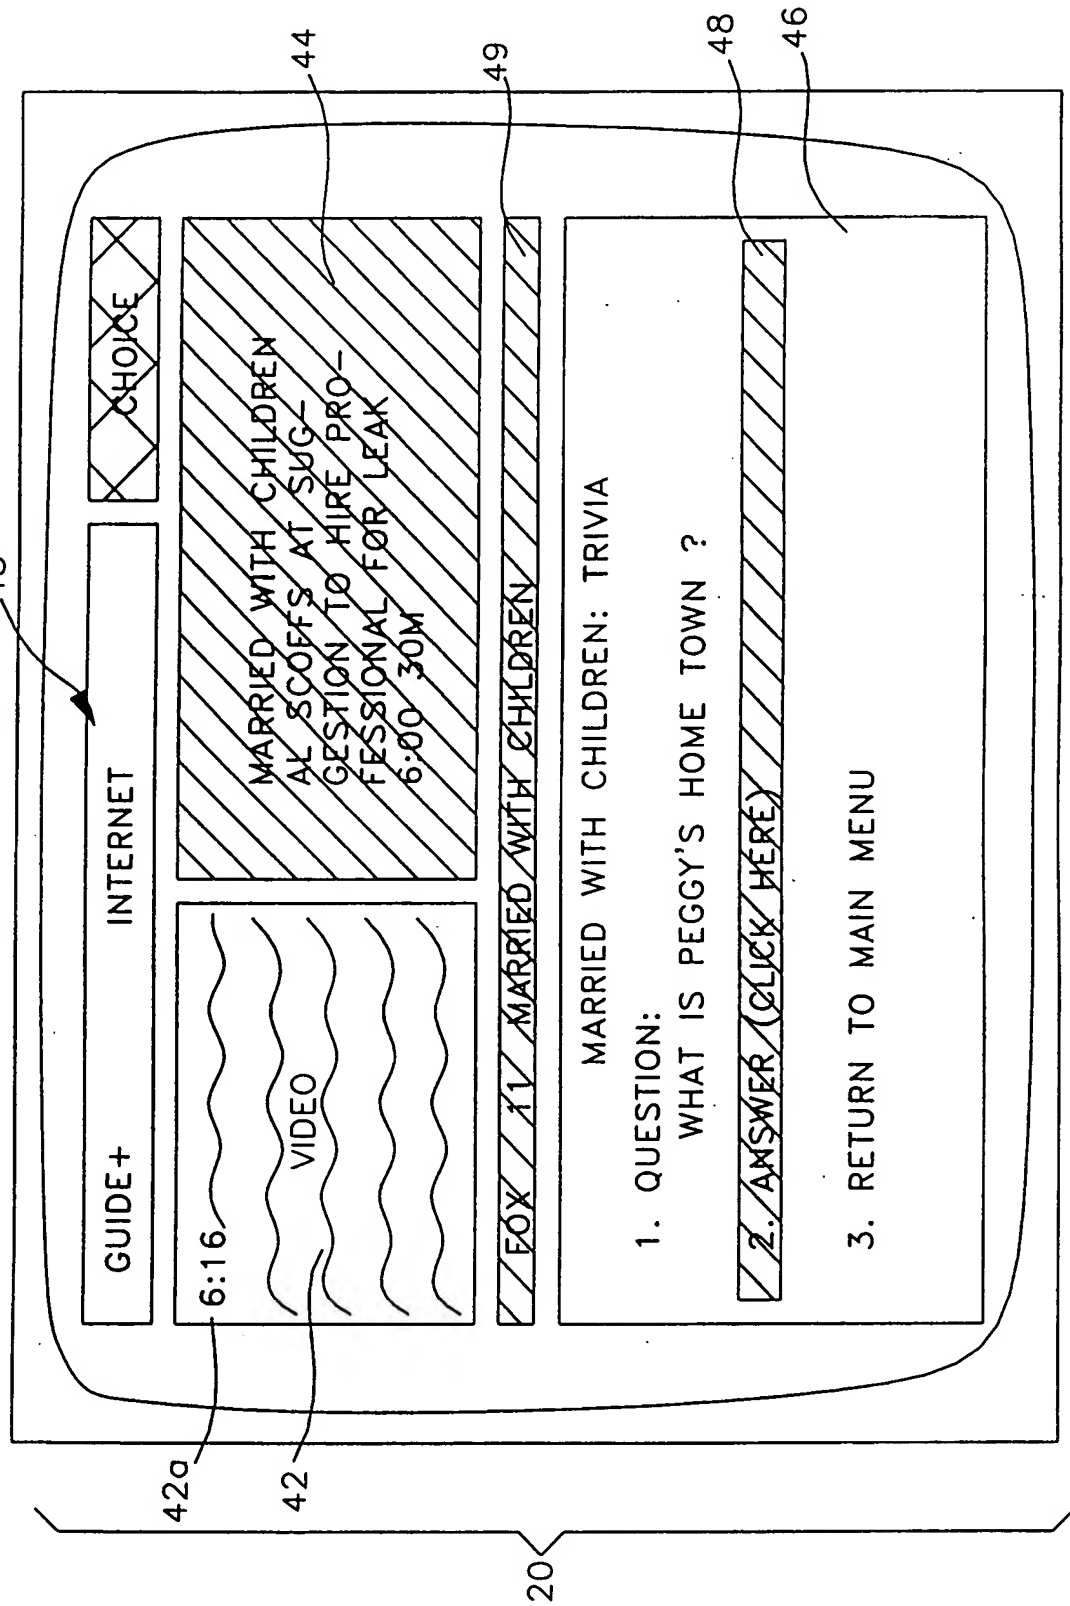 GUIDE+ INTERNET CHOICE
6:16
VIDEO
MARRIED WITH CHILDREN
AL SCOFFS AT SUG-
GESTION TO HIRE PRO-
FESSIONAL FOR LEAK
6:00 30M
FOX 11 MARRIED WITH CHILDREN
MARRIED WITH CHILDREN: TRIVIA
1. QUESTION:
WHAT IS PEGGY'S HOME TOWN ?
2. ANSWER (CLICK HERE)
3. RETURN TO MAIN MENU
44
49
48
46
42a
42
20